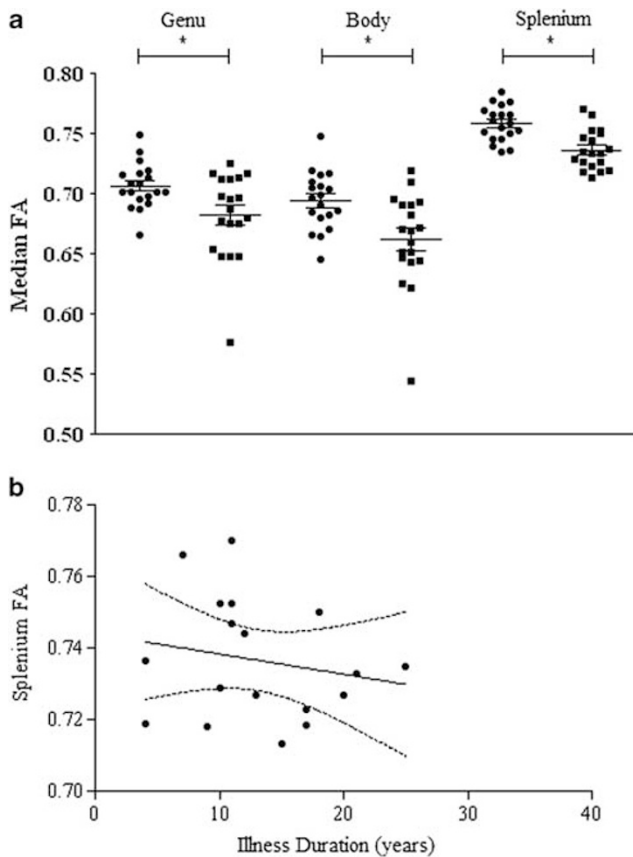 a
Genu Body Splenium
* * *
0.80
0.75
0.70
0.65
0.60
0.55
0.50
Median FA
b
0.78
0.76
0.74
0.72
0.70
Splenium FA
0 10 20 30 40
Illness Duration (years)